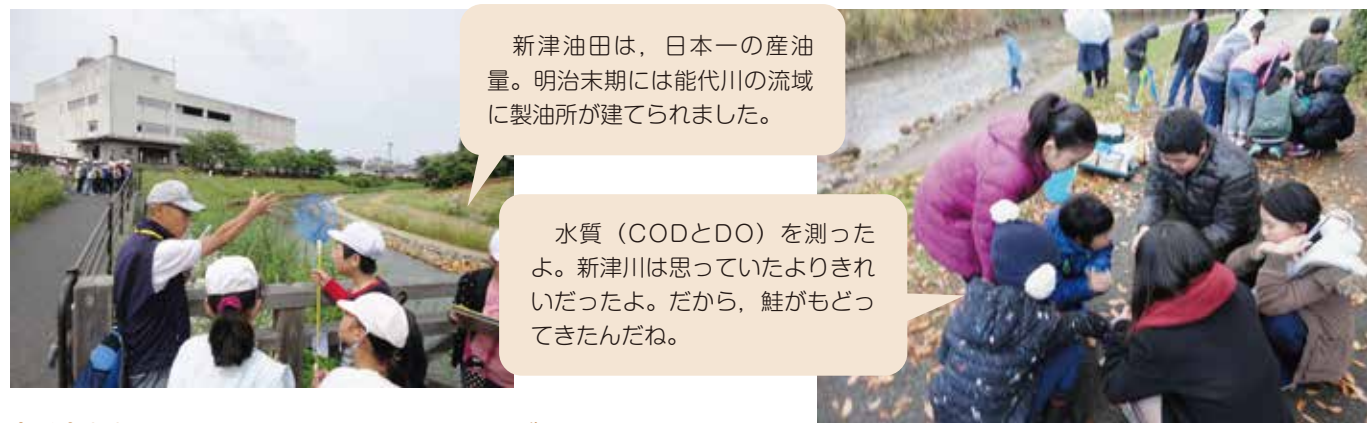 新津油田は，日本一の産油
量。明治末期には能代川の流域
に製油所が建てられました。
水質（CODとDO）を測った
よ。新津川は思っていたよりきれ
いだったよ。だから，鮭がもどっ
てきたんだね。